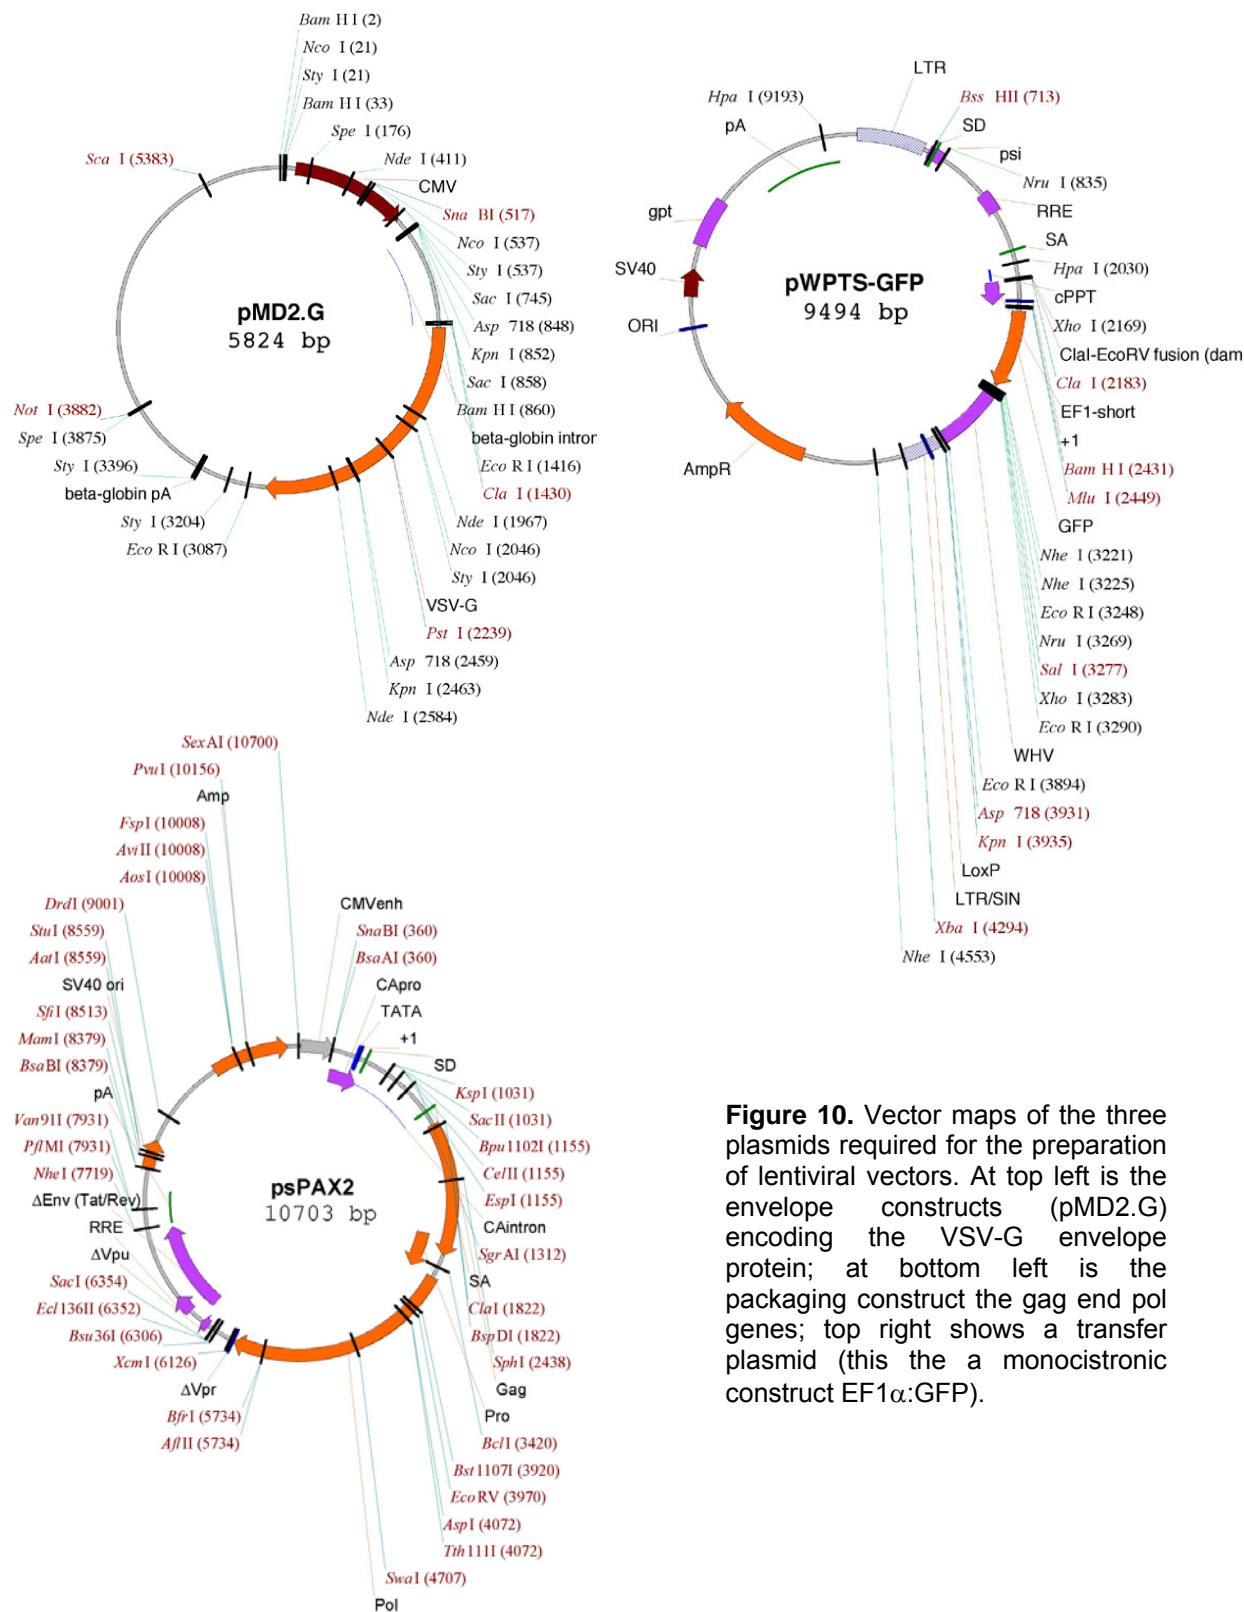 Bam H I (2)
Nco I (21)
Sty I (21)
Bam H I (33)
Spe I (176)
Sca I (5383)
Nde I (411)
CMV
Sna BI (517)
Nco I (537)
Sty I (537)
Sac I (745)
Asp 718 (848)
Kpn I (852)
Sac I (858)
Bam H I (860)
beta-globin intron
Eco R I (1416)
Cla I (1430)
Nde I (1967)
Nco I (2046)
Sty I (2046)
VSV-G
Pst I (2239)
Asp 718 (2459)
Kpn I (2463)
Nde I (2584)
pMD2.G
5824 bp
Not I (3882)
Spe I (3875)
Sty I (3396)
beta-globin pA
Sty I (3204)
Eco R I (3087)
LTR
Hpa I (9193)
Bss HII (713)
pA
SD
psi
Nru I (835)
RRE
gpt
SA
Hpa I (2030)
SV40
cPPT
pWPTS-GFP
9494 bp
Xho I (2169)
ORI
ClaI-EcoRV fusion (dam
Cla I (2183)
EF1-short
+1
AmpR
Bam H I (2431)
Mlu I (2449)
GFP
Nhe I (3221)
Nhe I (3225)
Eco R I (3248)
Nru I (3269)
Sal I (3277)
Xho I (3283)
Eco R I (3290)
WHV
Eco R I (3894)
Asp 718 (3931)
Kpn I (3935)
LoxP
LTR/SIN
Xba I (4294)
Nhe I (4553)
SexAI (10700)
PvuI (10156)
Amp
FspI (10008)
AviII (10008)
AosI (10008)
DrdI (9001)
StuI (8559)
AatI (8559)
SV40 ori
SfiI (8513)
MamI (8379)
BsaBI (8379)
pA
Van91I (7931)
PflMI (7931)
NheI (7719)
ΔEnv (Tat/Rev)
RRE
ΔVpu
SacI (6354)
Ecl136II (6352)
Bsu36I (6306)
XcmI (6126)
ΔVpr
BfrI (5734)
AflII (5734)
psPAX2
10703 bp
CMVenh
SnaBI (360)
BsaAI (360)
CApro
TATA
+1
SD
KspI (1031)
SacII (1031)
Bpu1102I (1155)
CelII (1155)
EspI (1155)
CAintron
SgrAI (1312)
SA
ClaI (1822)
BspDI (1822)
SphI (2438)
Gag
Pro
BclI (3420)
Bst1107I (3920)
EcoRV (3970)
AspI (4072)
Tth111I (4072)
SwaI (4707)
Pol
Figure 10. Vector maps of the three
plasmids required for the preparation
of lentiviral vectors. At top left is the
envelope constructs (pMD2.G)
encoding the VSV-G envelope
protein; at bottom left is the
packaging construct the gag end pol
genes; top right shows a transfer
plasmid (this the a monocistronic
construct EF1α:GFP).